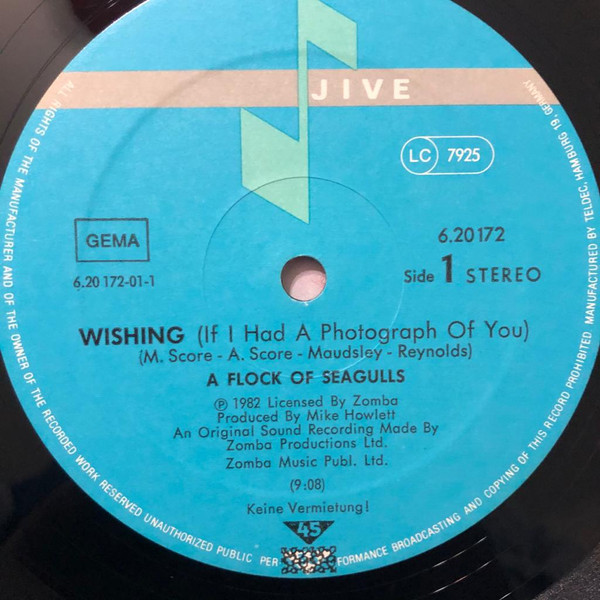 JIVE
LC 7925
GEMA
6.20172
6.20 172-01-1
Side 1 STEREO
WISHING (If I Had A Photograph Of You)
(M. Score - A. Score - Maudsley - Reynolds)
A FLOCK OF SEAGULLS
℗ 1982 Licensed By Zomba
Produced By Mike Howlett
An Original Sound Recording Made By
Zomba Productions Ltd.
Zomba Music Publ. Ltd.
(9:08)
Keine Vermietung!
45
ALL RIGHTS OF THE MANUFACTURER AND OF THE OWNER OF THE RECORDED WORK RESERVED UNAUTHORIZED PUBLIC PERFORMANCE BROADCASTING AND COPYING OF THIS RECORD PROHIBITED. MANUFACTURED BY TELDEC, HAMBURG 19, GERMANY